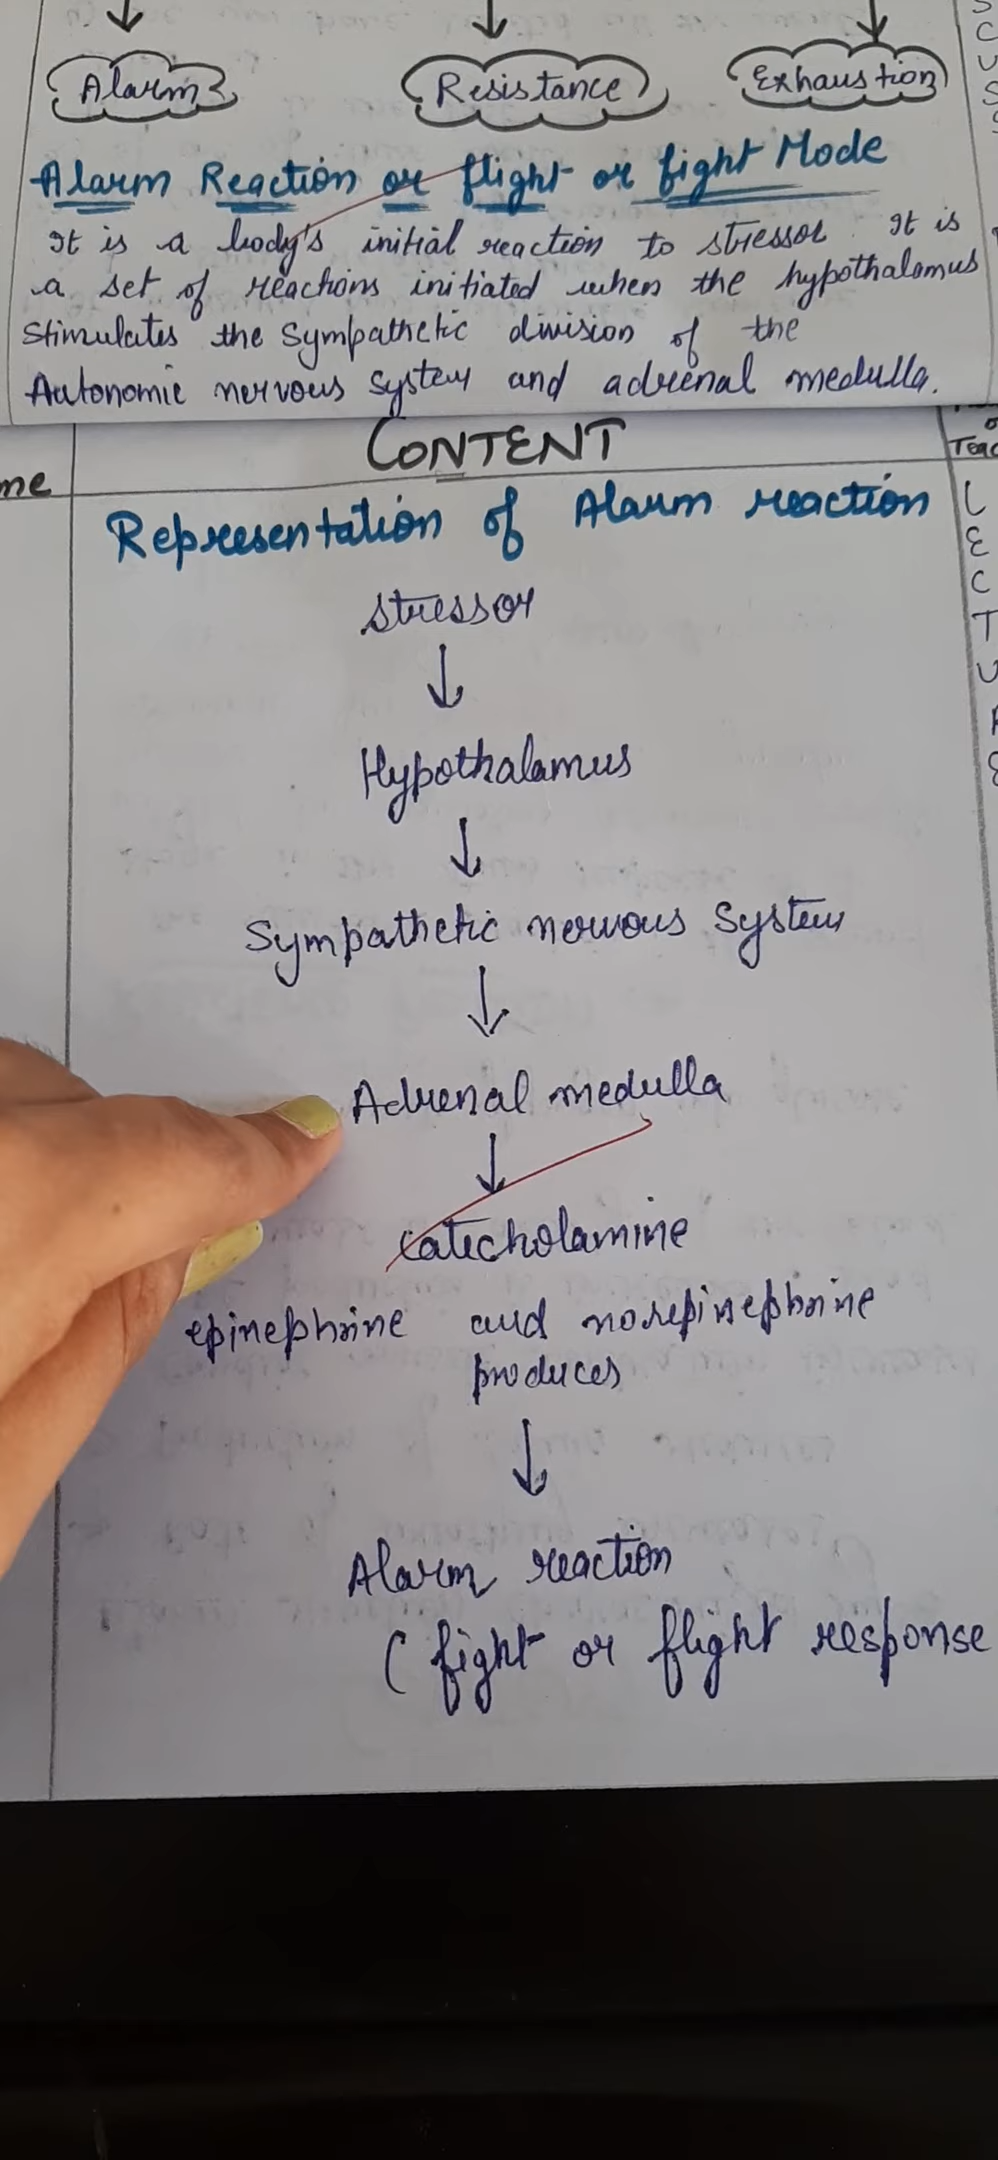 Alarm
Resistance
Exhaustion
Alarm Reaction or flight or fight Mode
It is a body's initial reaction to stressor. It is
a set of reactions initiated when the hypothalamus
Stimulates the Sympathetic division of the
Autonomic nervous system and adrenal medulla.
CONTENT
me
Teac
Representation of Alarm reaction
stressor
↓
Hypothalamus
↓
Sympathetic nervous System
↓
Adrenal medulla
↓
Catecholamine
epinephrine and norepinephrine
produces
↓
Alarm reaction
( fight or flight response
L
E
C
T
U
R
E